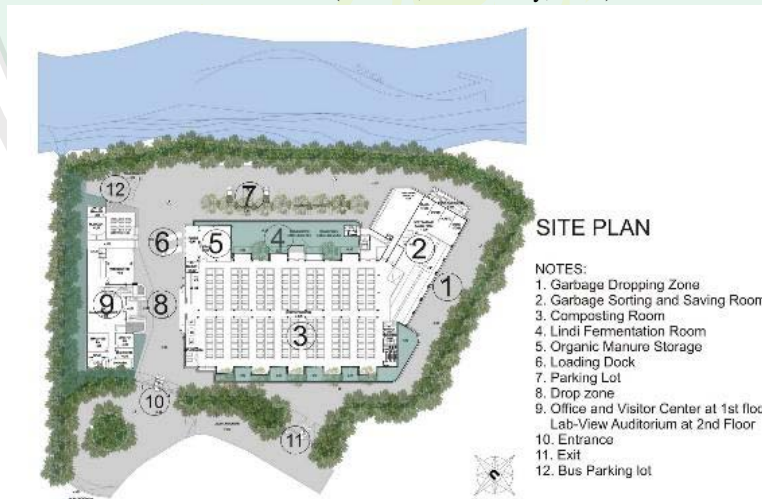 12
7
6
5
4
2
1
9
8
3
10
11
SITE PLAN
NOTES:
1. Garbage Dropping Zone
2. Garbage Sorting and Saving Room
3. Composting Room
4. Lindi Fermentation Room
5. Organic Manure Storage
6. Loading Dock
7. Parking Lot
8. Drop zone
9. Office and Visitor Center at 1st floo
Lab-View Auditorium at 2nd Floor
10. Entrance
11. Exit
12. Bus Parking lot